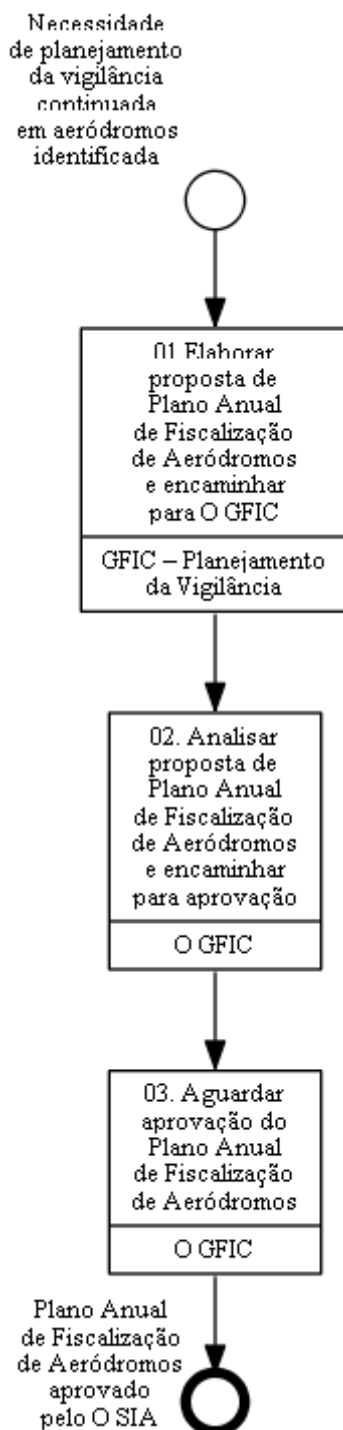 Necessidade
de planejamento
da vigilância
continuada
em aeródromos
identificada
01 Elaborar
proposta de
Plano Anual
de Fiscalização
de Aeródromos
e encaminhar
para O GFIC
GFIC – Planejamento
da Vigilância
02. Analisar
proposta de
Plano Anual
de Fiscalização
de Aeródromos
e encaminhar
para aprovação
O GFIC
03. Aguardar
aprovação do
Plano Anual
de Fiscalização
de Aeródromos
O GFIC
Plano Anual
de Fiscalização
de Aeródromos
aprovado
pelo O SIA